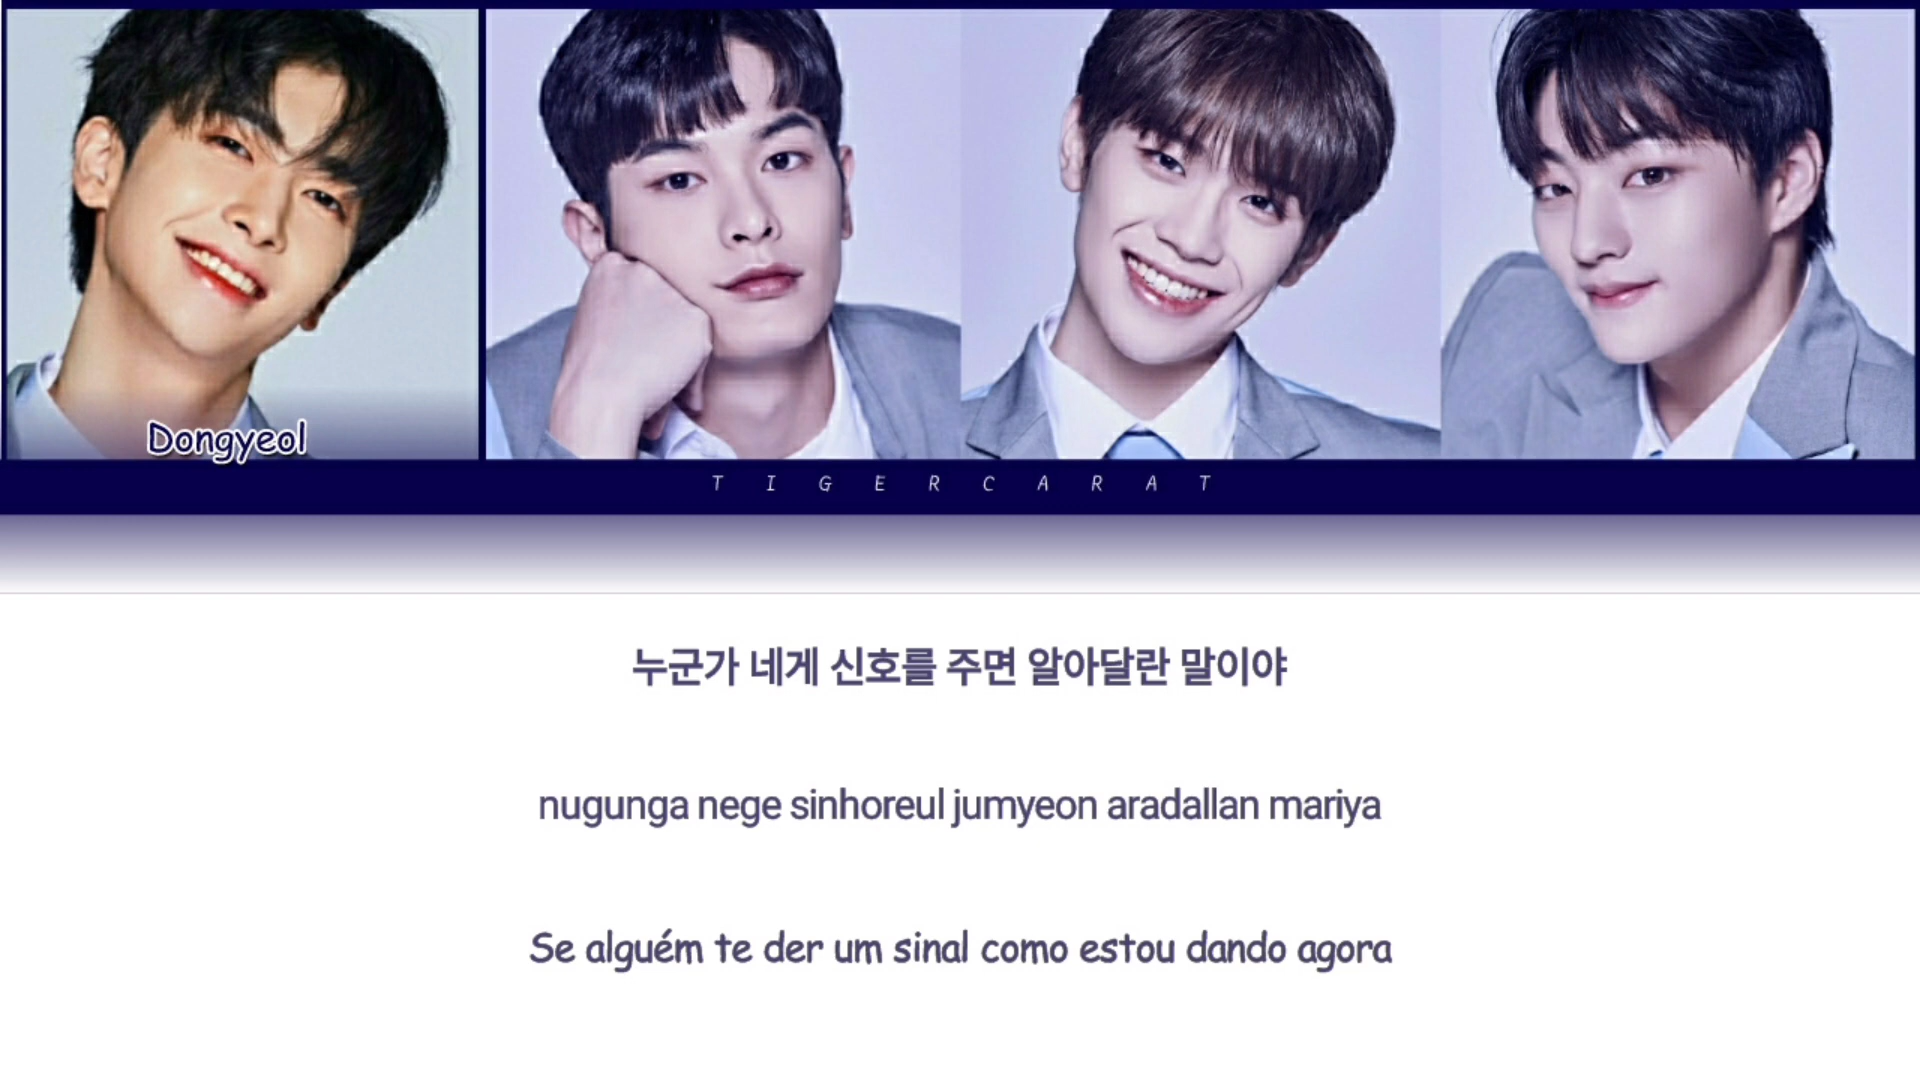 Dongyeol
TIGERCARAT
누군가 네게 신호를 주면 알아달란 말이야
nugunga nege sinhoreul jumyeon aradallan mariya
Se alguém te der um sinal como estou dando agora